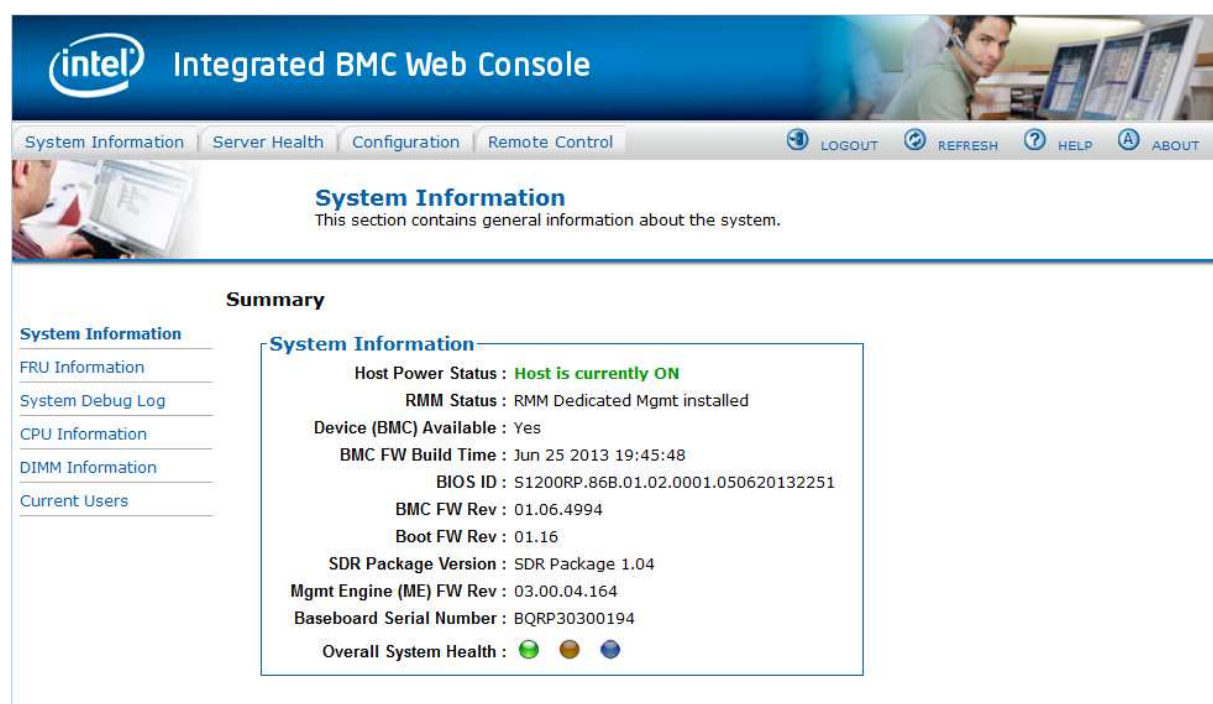 intel Integrated BMC Web Console
System Information Server Health Configuration Remote Control LOGOUT REFRESH HELP A ABOUT
System Information
This section contains general information about the system.
Summary
System Information
FRU Information
System Debug Log
CPU Information
DIMM Information
Current Users
System Information
Host Power Status : Host is currently ON
RMM Status : RMM Dedicated Mgmt installed
Device (BMC) Available : Yes
BMC FW Build Time : Jun 25 2013 19:45:48
BIOS ID : S1200RP.86B.01.02.0001.050620132251
BMC FW Rev : 01.06.4994
Boot FW Rev : 01.16
SDR Package Version : SDR Package 1.04
Mgmt Engine (ME) FW Rev : 03.00.04.164
Baseboard Serial Number : BQRP30300194
Overall System Health :